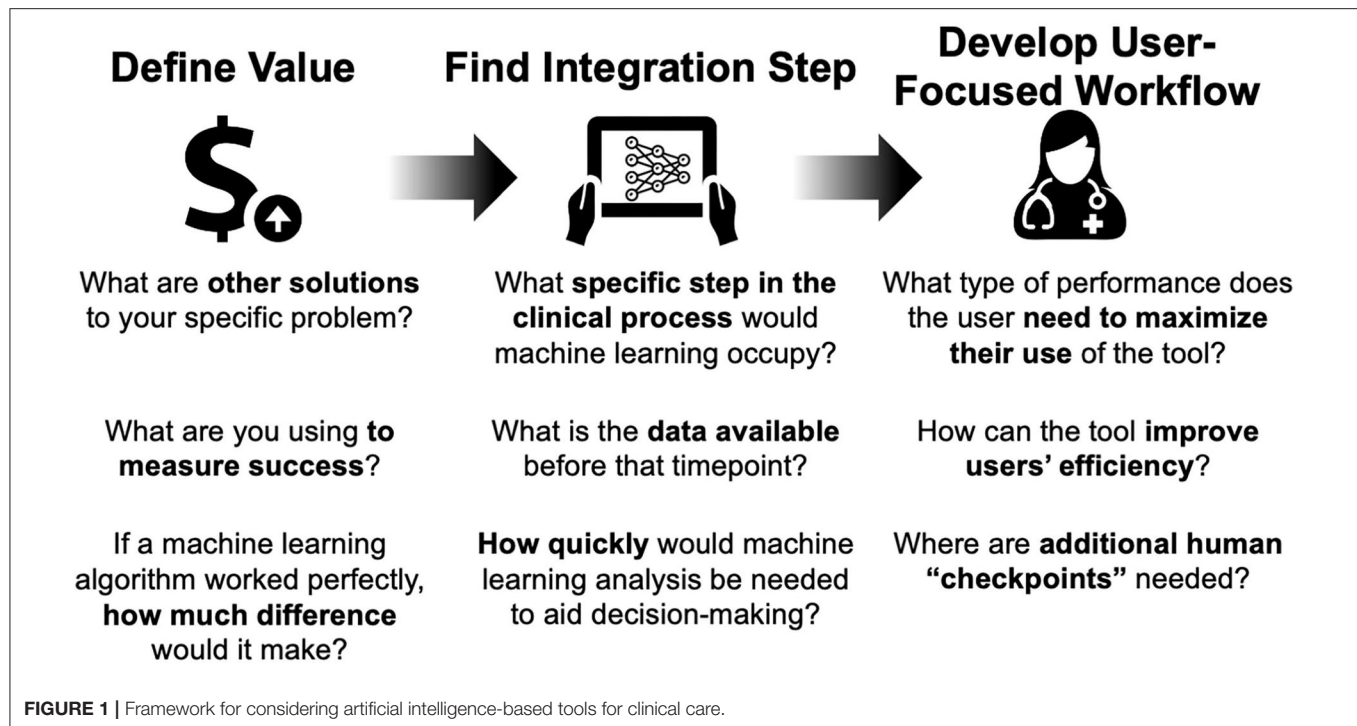 Define Value
Find Integration Step
Develop User-
Focused Workflow
What are other solutions
to your specific problem?
What specific step in the
clinical process would
machine learning occupy?
What type of performance does
the user need to maximize
their use of the tool?
What are you using to
measure success?
What is the data available
before that timepoint?
How can the tool improve
users’ efficiency?
If a machine learning
algorithm worked perfectly,
how much difference
would it make?
How quickly would machine
learning analysis be needed
to aid decision-making?
Where are additional human
“checkpoints” needed?
FIGURE 1 | Framework for considering artificial intelligence-based tools for clinical care.